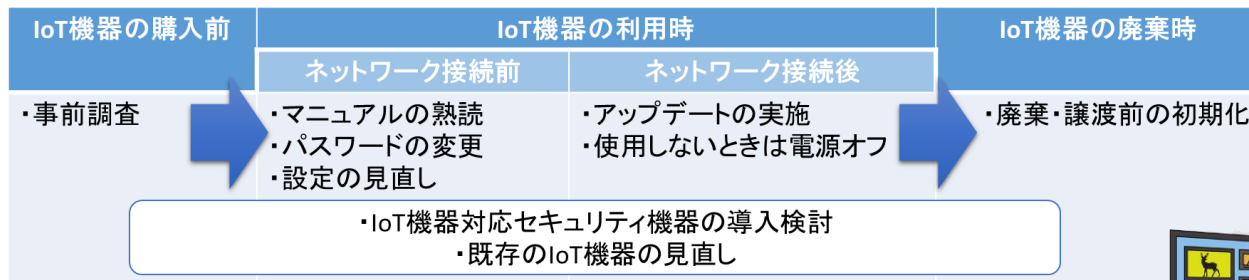 IoT機器の購入前
IoT機器の利用時
IoT機器の廃棄時
ネットワーク接続前
ネットワーク接続後
・事前調査
・マニュアルの熟読
・パスワードの変更
・設定の見直し
・アップデートの実施
・使用しないときは電源オフ
・廃棄・譲渡前の初期化
・IoT機器対応セキュリティ機器の導入検討
・既存のIoT機器の見直し